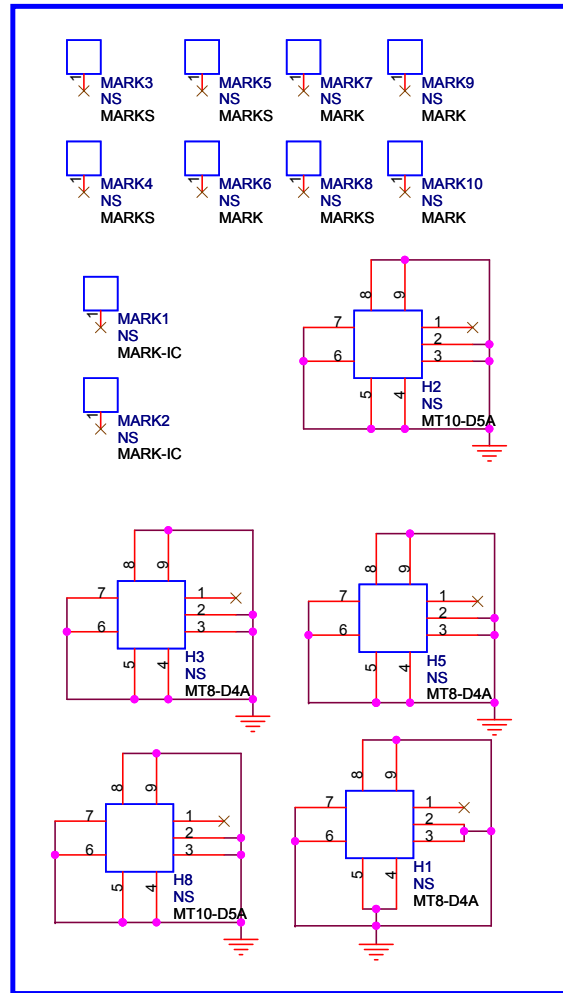 1
MARK3
NS
MARKS
1
MARK5
NS
MARKS
1
MARK7
NS
MARK
1
MARK9
NS
MARK
1
MARK4
NS
MARKS
1
MARK6
NS
MARK
1
MARK8
NS
MARKS
1
MARK10
NS
MARK
1
MARK1
NS
MARK-IC
1
MARK2
NS
MARK-IC
8
9
7
1
2
6
3
5
4
H2
NS
MT10-D5A
8
9
7
1
2
6
3
5
4
H3
NS
MT8-D4A
8
9
7
1
2
6
3
5
4
H5
NS
MT8-D4A
8
9
7
1
2
6
3
5
4
H8
NS
MT10-D5A
8
9
7
1
2
6
3
5
4
H1
NS
MT8-D4A